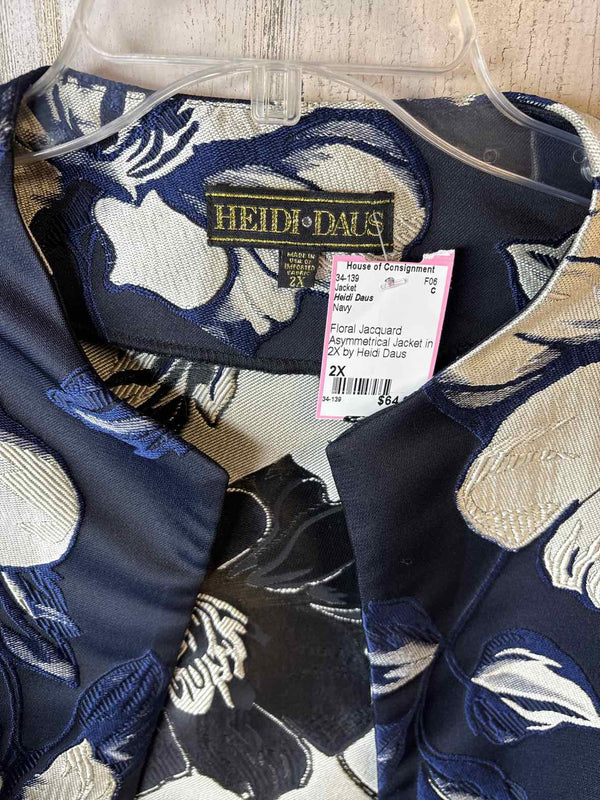 HEIDI·DAUS
MADE IN
USA OF
IMPORTED
FABRIC
2X
House of Consignment
34-139 F06
Jacket C
Heidi Daus
Navy
Floral Jacquard
Asymmetrical Jacket in
2X by Heidi Daus
2X
34-139 $64.